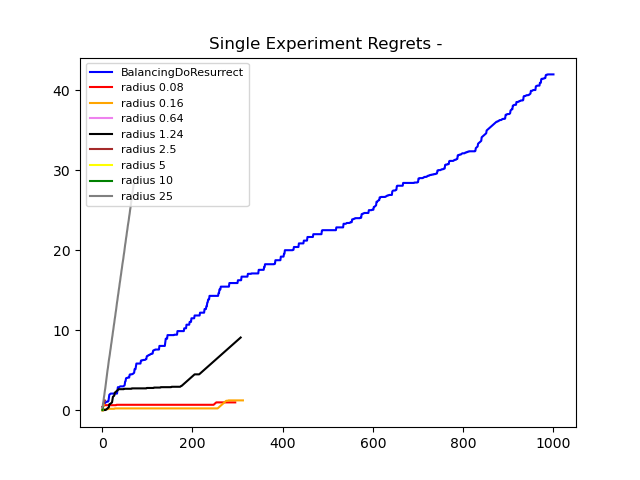 Single Experiment Regrets -
BalancingDoResurrect
radius 0.08
radius 0.16
radius 0.64
radius 1.24
radius 2.5
radius 5
radius 10
radius 25
40
30
20
10
0
0 200 400 600 800 1000